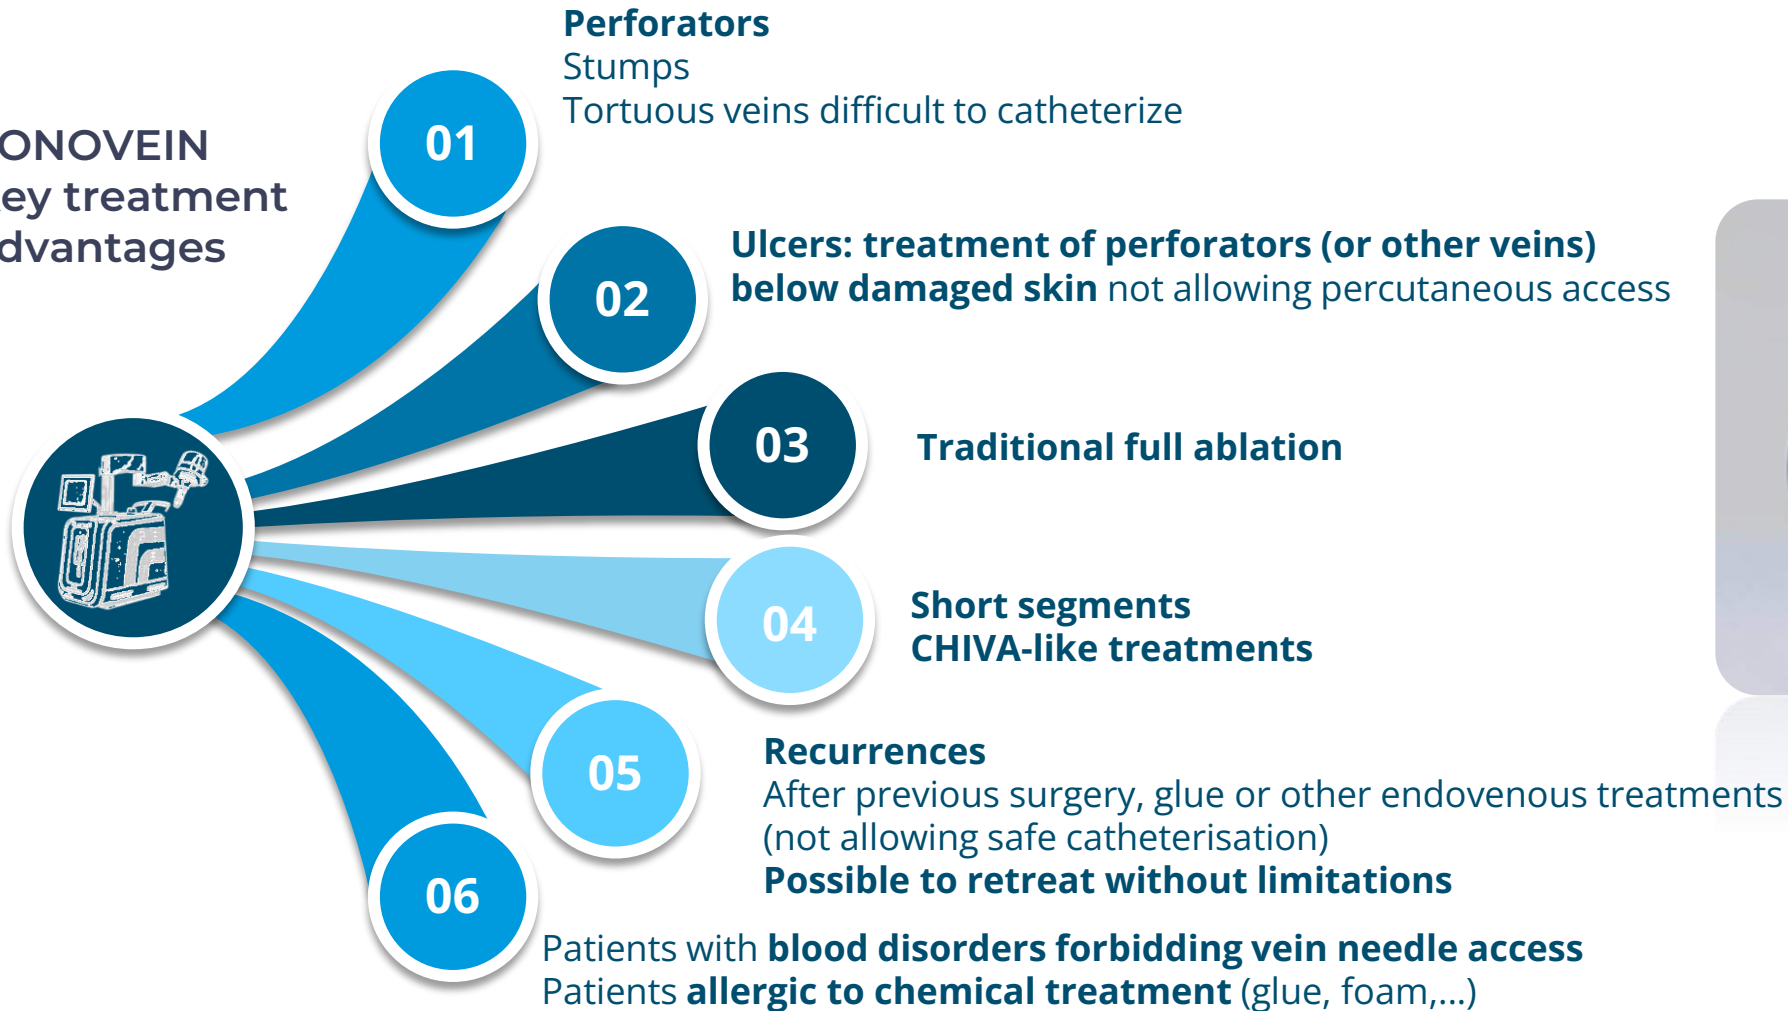 ONOVEIN
ey treatment
dvantages
01
Perforators
Stumps
Tortuous veins difficult to catheterize
02
Ulcers: treatment of perforators (or other veins)
below damaged skin not allowing percutaneous access
03
Traditional full ablation
04
Short segments
CHIVA-like treatments
05
Recurrences
After previous surgery, glue or other endovenous treatments
(not allowing safe catheterisation)
Possible to retreat without limitations
06
Patients with blood disorders forbidding vein needle access
Patients allergic to chemical treatment (glue, foam,...)